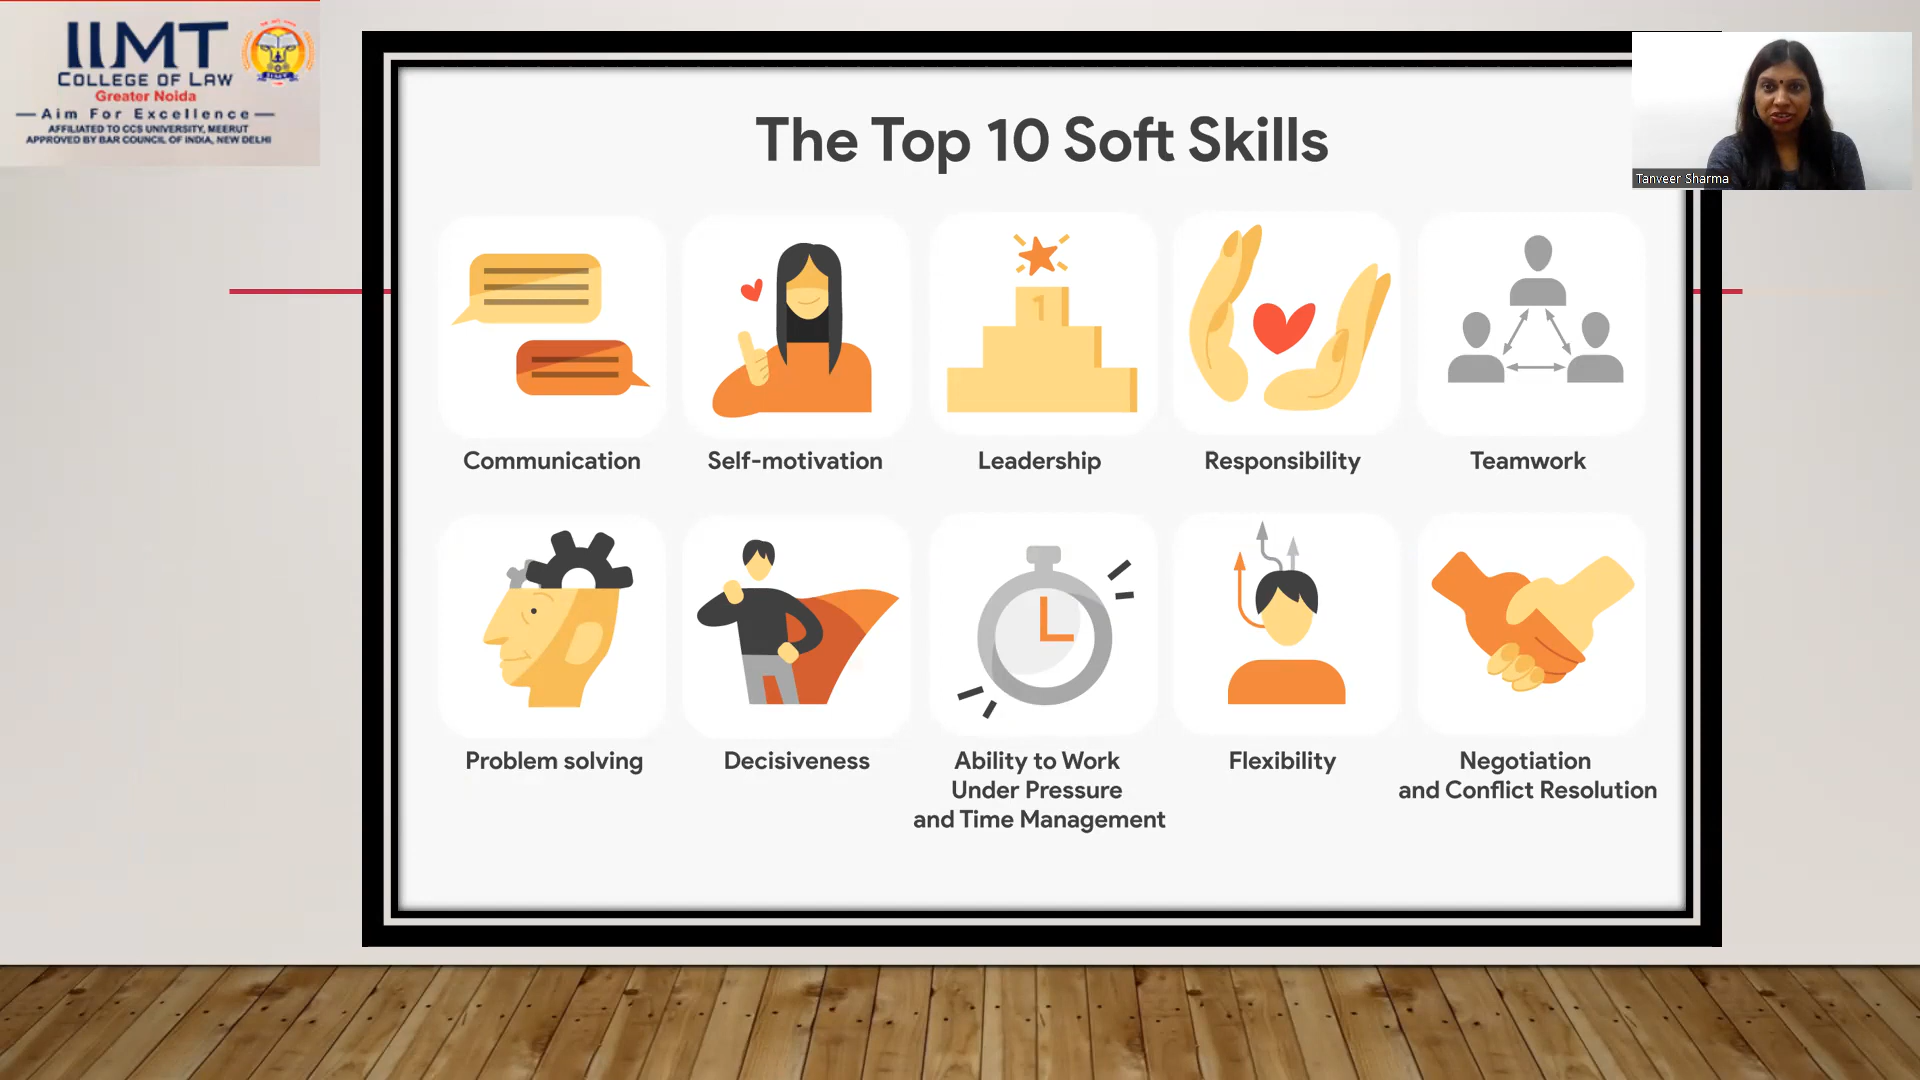 IIMT
COLLEGE OF LAW
Greater Noida
Aim For Excellence
AFFILIATED TO CCS UNIVERSITY, MEERUT
APPROVED BY BAR COUNCIL OF INDIA, NEW DELHI
The Top 10 Soft Skills
Tanveer Sharma
1
Communication
Self-motivation
Leadership
Responsibility
Teamwork
Problem solving
Decisiveness
Ability to Work
Under Pressure
and Time Management
Flexibility
Negotiation
and Conflict Resolution